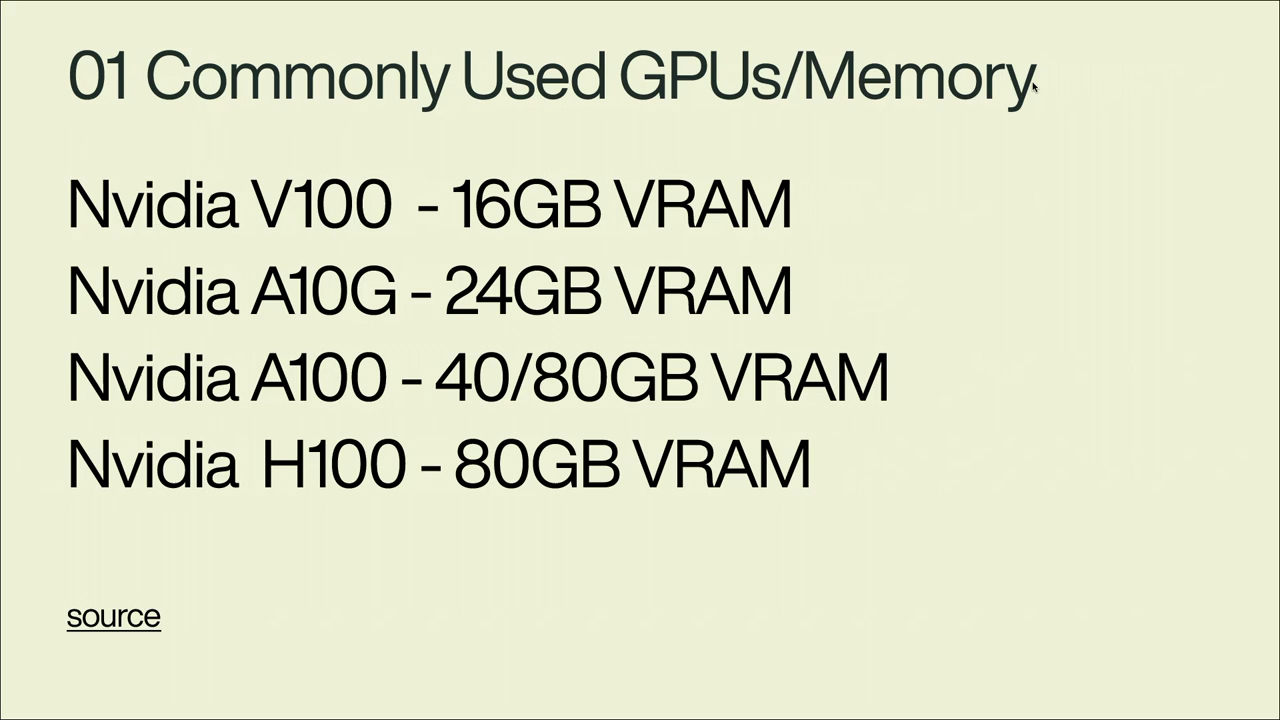 01 Commonly Used GPUs/Memory
Nvidia V100 - 16GB VRAM
Nvidia A10G - 24GB VRAM
Nvidia A100 - 40/80GB VRAM
Nvidia H100 - 80GB VRAM
source